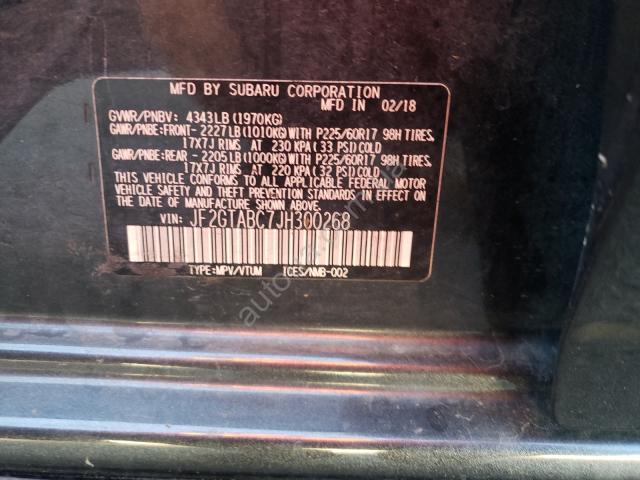 MFD BY SUBARU CORPORATION
MFD IN 02/18
GVWR/PNBV: 4343LB(1970KG)
GAWR/PNBE:FRONT- 2227LB(1010KG)WITH P225/60R17 98H TIRES,
17X7J RIMS AT 230 KPA(33 PSI)COLD
GAWR/PNBE:REAR - 2205LB(1000KG)WITH P225/60R17 98H TIRES,
17X7J RIMS AT 220 KPA(32 PSI)COLD
THIS VEHICLE CONFORMS TO ALL APPLICABLE FEDERAL MOTOR
VEHICLE SAFETY AND THEFT PREVENTION STANDARDS IN EFFECT
ON THE DATE OF MANUFACTURE SHOWN ABOVE.
VIN: JF2GTABC7JH300268
TYPE:MPV/VTUM ICES/NMB-002